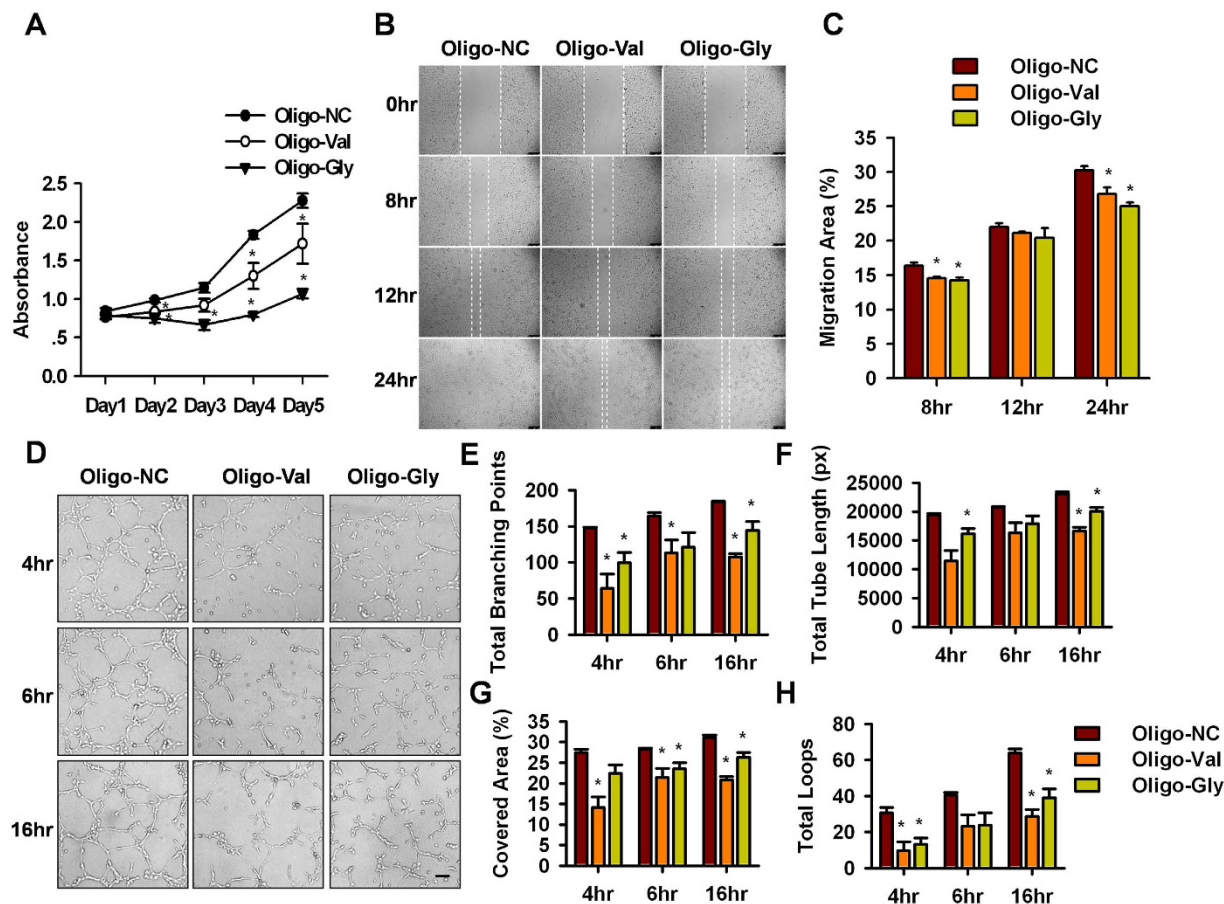 A
Oligo-NC
Oligo-Val
Oligo-Gly
Absorbance
2.5
2.0
1.5
1.0
.5
0.0
* * * * * * *
Day1 Day2 Day3 Day4 Day5
B
Oligo-NC Oligo-Val Oligo-Gly
0hr
8hr
12hr
24hr
C
Oligo-NC
Oligo-Val
Oligo-Gly
Migration Area (%)
35
30
25
20
15
10
5
0
* * * *
8hr 12hr 24hr
D
Oligo-NC Oligo-Val Oligo-Gly
4hr
6hr
16hr
E
Total Branching Points
200
150
100
50
0
* * * * *
4hr 6hr 16hr
F
Total Tube Length (px)
25000
20000
15000
10000
5000
0
* * *
4hr 6hr 16hr
G
Covered Area (%)
35
30
25
20
15
10
5
0
* * * * *
4hr 6hr 16hr
H
Total Loops
80
60
40
20
0
* * * *
4hr 6hr 16hr
Oligo-NC
Oligo-Val
Oligo-Gly